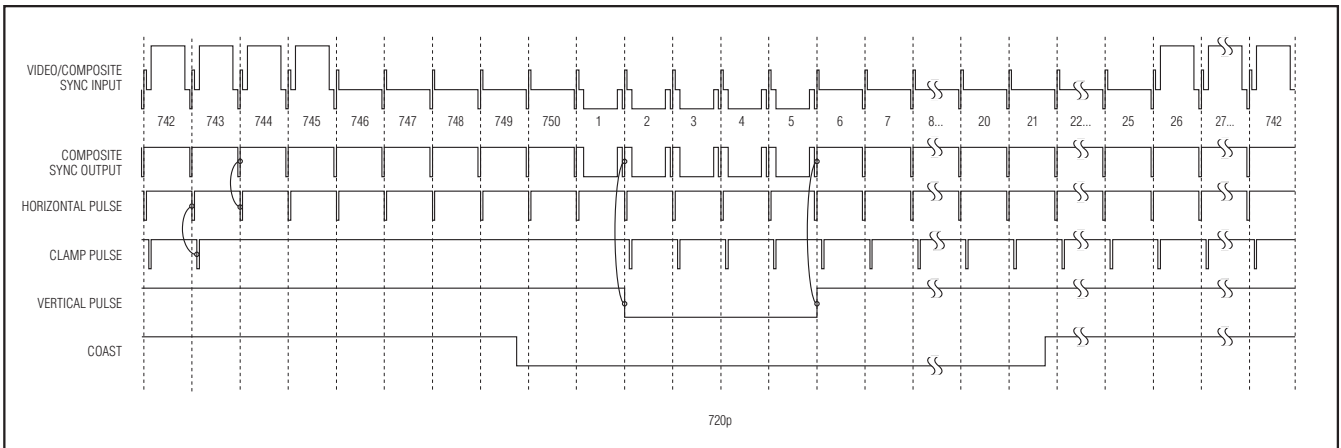 VIDEO/COMPOSITE
SYNC INPUT
742 743 744 745 746 747 748 749 750 1 2 3 4 5 6 7 8... 20 21 22... 25 26 27... 742
COMPOSITE
SYNC OUTPUT
HORIZONTAL PULSE
CLAMP PULSE
VERTICAL PULSE
COAST
720p